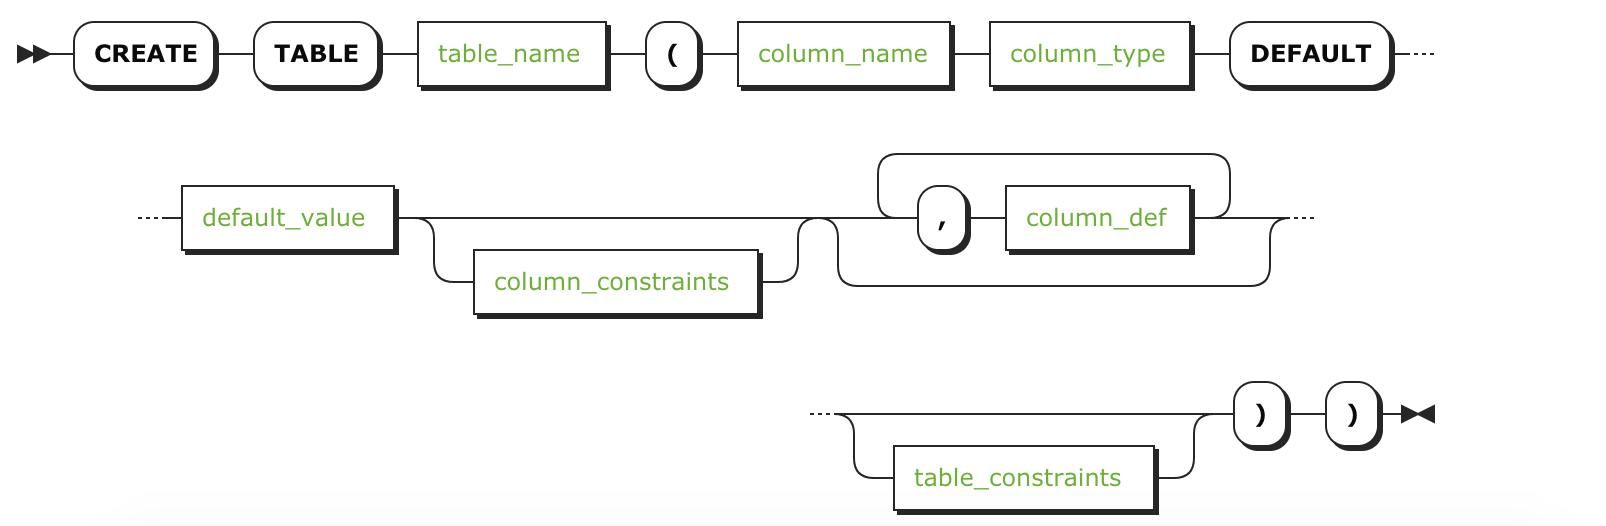 CREATE TABLE table_name ( column_name column_type DEFAULT
default_value , column_def
column_constraints
) )
table_constraints